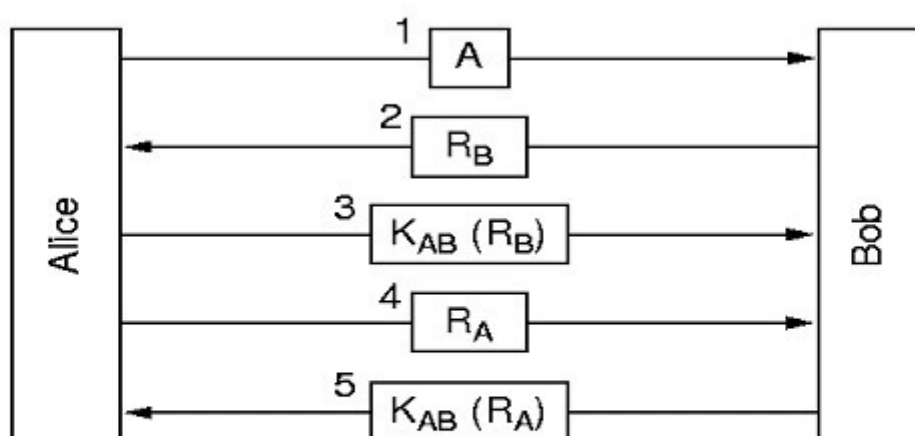 1
A
2
R_B
3
K_AB (R_B)
4
R_A
5
K_AB (R_A)
Alice
Bob